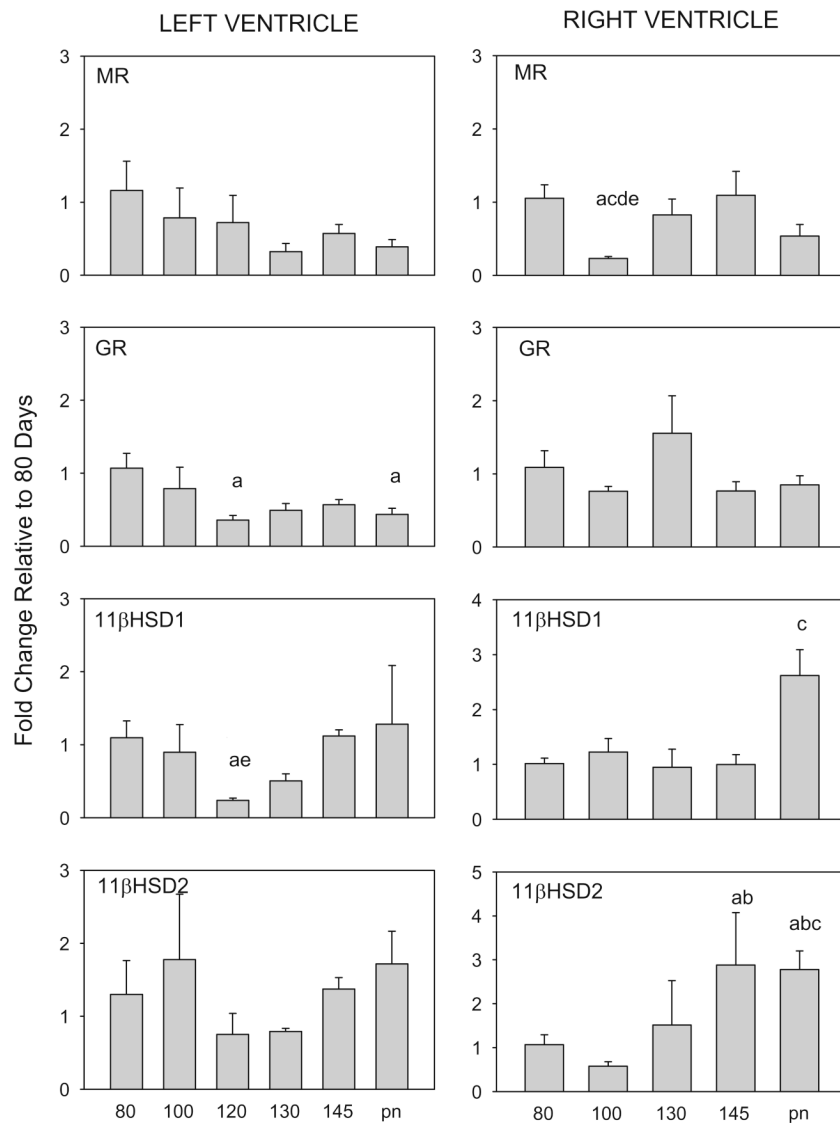 LEFT VENTRICLE
RIGHT VENTRICLE
Fold Change Relative to 80 Days
3
MR
2
1
0
3
MR
2
acde
1
0
3
GR
2
1
a
a
0
3
GR
2
1
0
3
11βHSD1
2
1
ae
0
4
11βHSD1
c
3
2
1
0
3
11βHSD2
2
1
0
80 100 120 130 145 pn
5
11βHSD2
ab
abc
4
3
2
1
0
80 100 130 145 pn